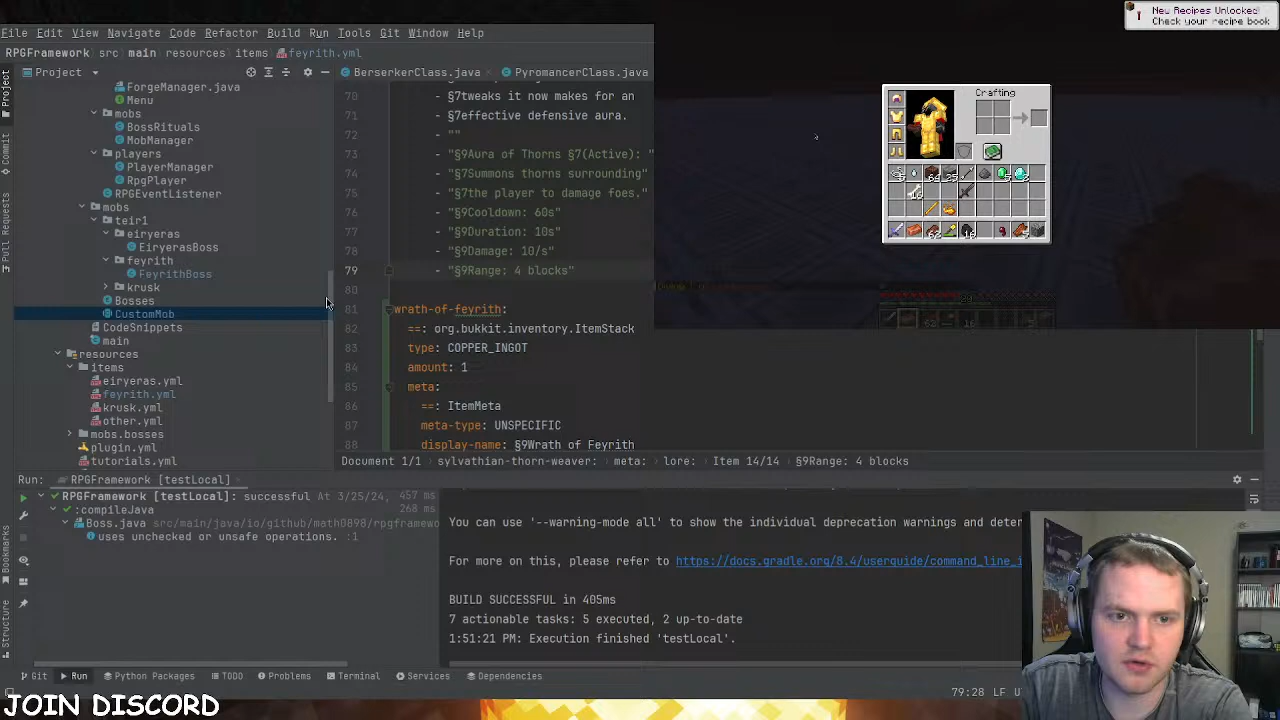 New Recipes Unlocked!
Check your recipe book
File Edit View Navigate Code Refactor Build Run Tools Git Window Help
RPGFramework src main resources items feyrith.yml
Project
BerserkerClass.java PyromancerClass.java
ForgeManager.java
Menu
mobs
BossRituals
MobManager
players
PlayerManager
RpgPlayer
RPGEventListener
mobs
teir1
eiryeras
EiryerasBoss
feyrith
FeyrithBoss
krusk
Bosses
CustomMob
CodeSnippets
main
resources
items
eiryeras.yml
feyrith.yml
krusk.yml
other.yml
mobs.bosses
plugin.yml
tutorials.yml
Project
Commit
Pull Requests
Bookmarks
Structure
70 - §7tweaks it now makes for an
71 - §7effective defensive aura.
72 - ""
73 - "§9Aura of Thorns §7(Active): "
74 - "§7Summons thorns surrounding"
75 - "§7the player to damage foes."
76 - "§9Cooldown: 60s"
77 - "§9Duration: 10s"
78 - "§9Damage: 10/s"
79 - "§9Range: 4 blocks"
80
81 wrath-of-feyrith:
82 ==: org.bukkit.inventory.ItemStack
83 type: COPPER_INGOT
84 amount: 1
85 meta:
86 ==: ItemMeta
87 meta-type: UNSPECIFIC
88 display-name: §9Wrath of Feyrith
Document 1/1 sylvathian-thorn-weaver: meta: lore: Item 14/14 §9Range: 4 blocks
Crafting
Run: RPGFramework [testLocal]
RPGFramework [testLocal]: successful At 3/25/24, 457 ms
:compileJava 268 ms
Boss.java src/main/java/io/github/math0898/rpgframewo
uses unchecked or unsafe operations. :1
You can use '--warning-mode all' to show the individual deprecation warnings and deter
For more on this, please refer to https://docs.gradle.org/8.4/userguide/command_line_i
BUILD SUCCESSFUL in 405ms
7 actionable tasks: 5 executed, 2 up-to-date
1:51:21 PM: Execution finished 'testLocal'.
Git Run Python Packages TODO Problems Terminal Services Dependencies
79:28 LF
JOIN DISCORD